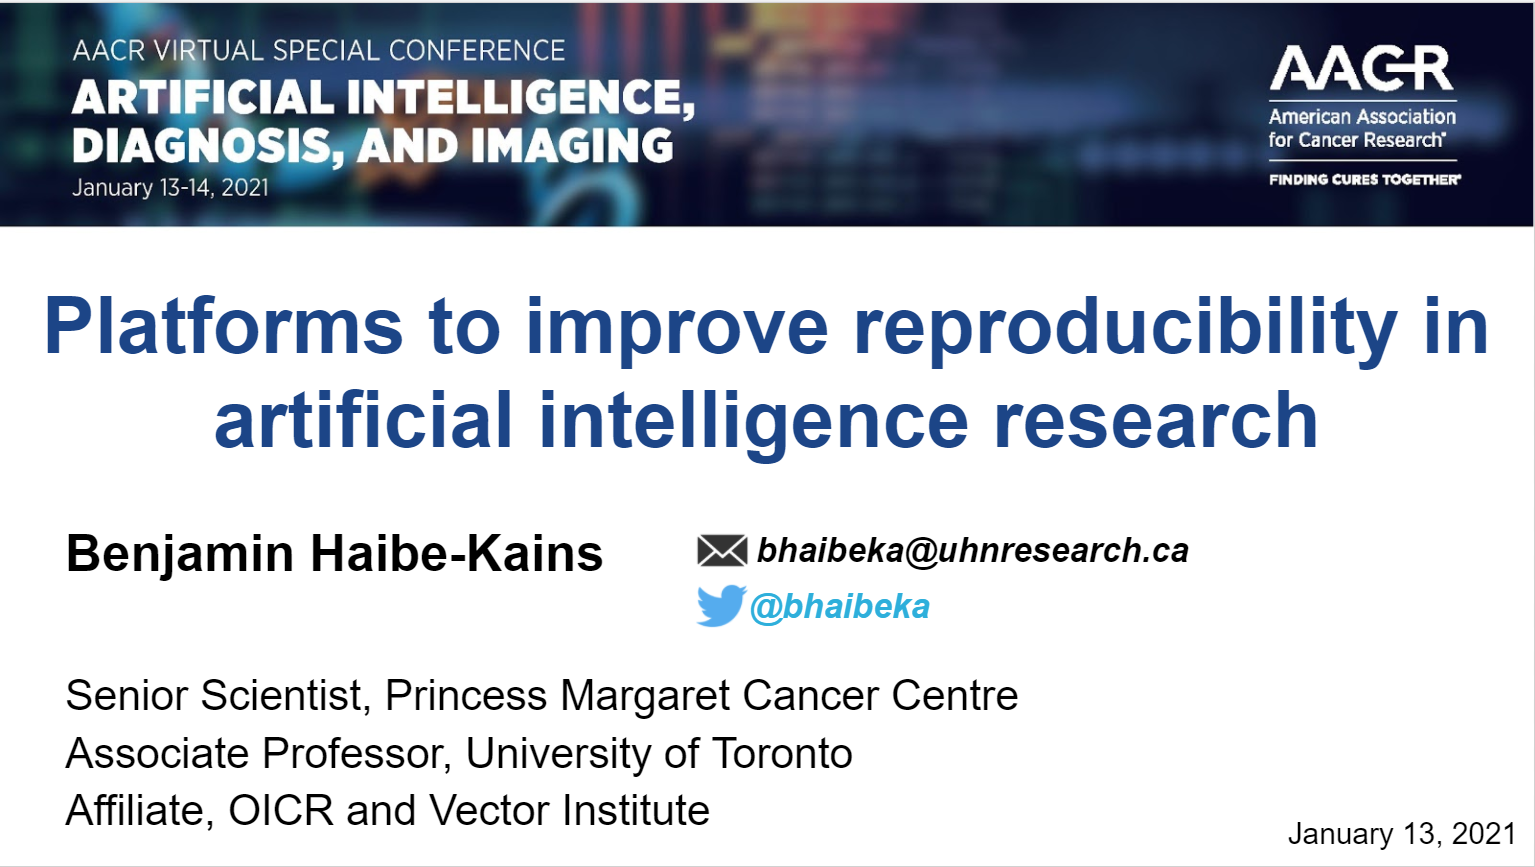 AACR VIRTUAL SPECIAL CONFERENCE
ARTIFICIAL INTELLIGENCE,
DIAGNOSIS, AND IMAGING
January 13-14, 2021
AACR
American Association
for Cancer Research®
FINDING CURES TOGETHER®
Platforms to improve reproducibility in
artificial intelligence research
Benjamin Haibe-Kains
bhaibeka@uhnresearch.ca
@bhaibeka
Senior Scientist, Princess Margaret Cancer Centre
Associate Professor, University of Toronto
Affiliate, OICR and Vector Institute
January 13, 2021